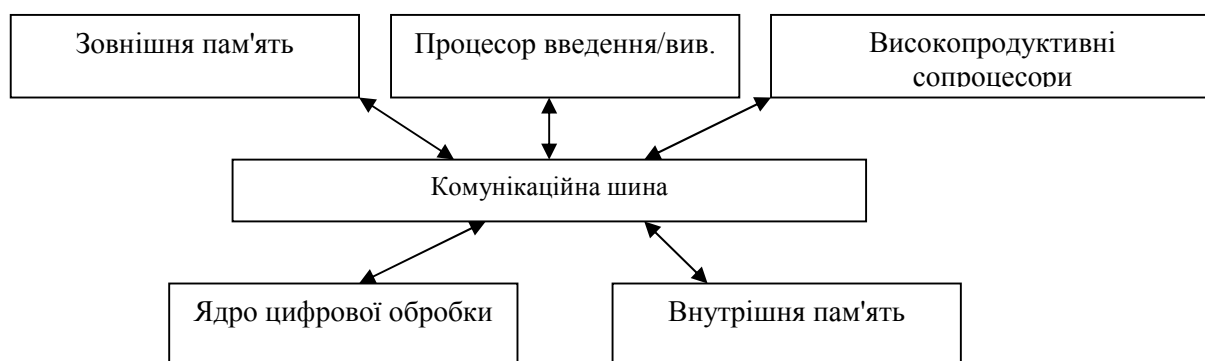 Зовнішня пам'ять
Процесор введення/вив.
Високопродуктивні
сопроцесори
Комунікаційна шина
Ядро цифрової обробки
Внутрішня пам'ять